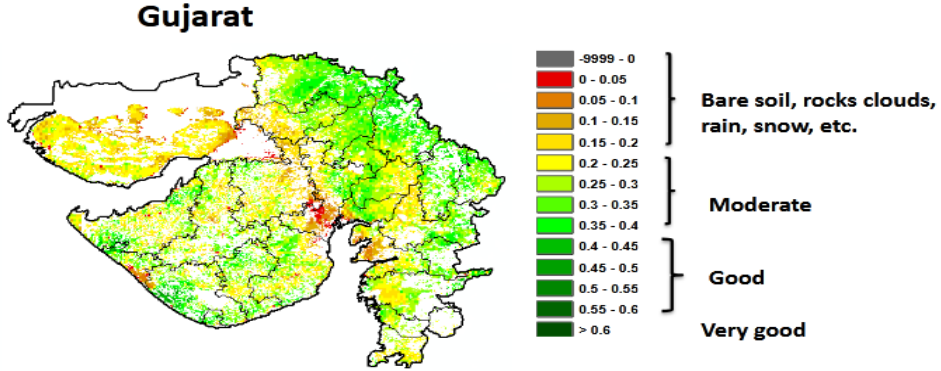 Gujarat
-9999 - 0
0 - 0.05
0.05 - 0.1
0.1 - 0.15
0.15 - 0.2
0.2 - 0.25
0.25 - 0.3
0.3 - 0.35
0.35 - 0.4
0.4 - 0.45
0.45 - 0.5
0.5 - 0.55
0.55 - 0.6
> 0.6
Bare soil, rocks clouds,
rain, snow, etc.
Moderate
Good
Very good